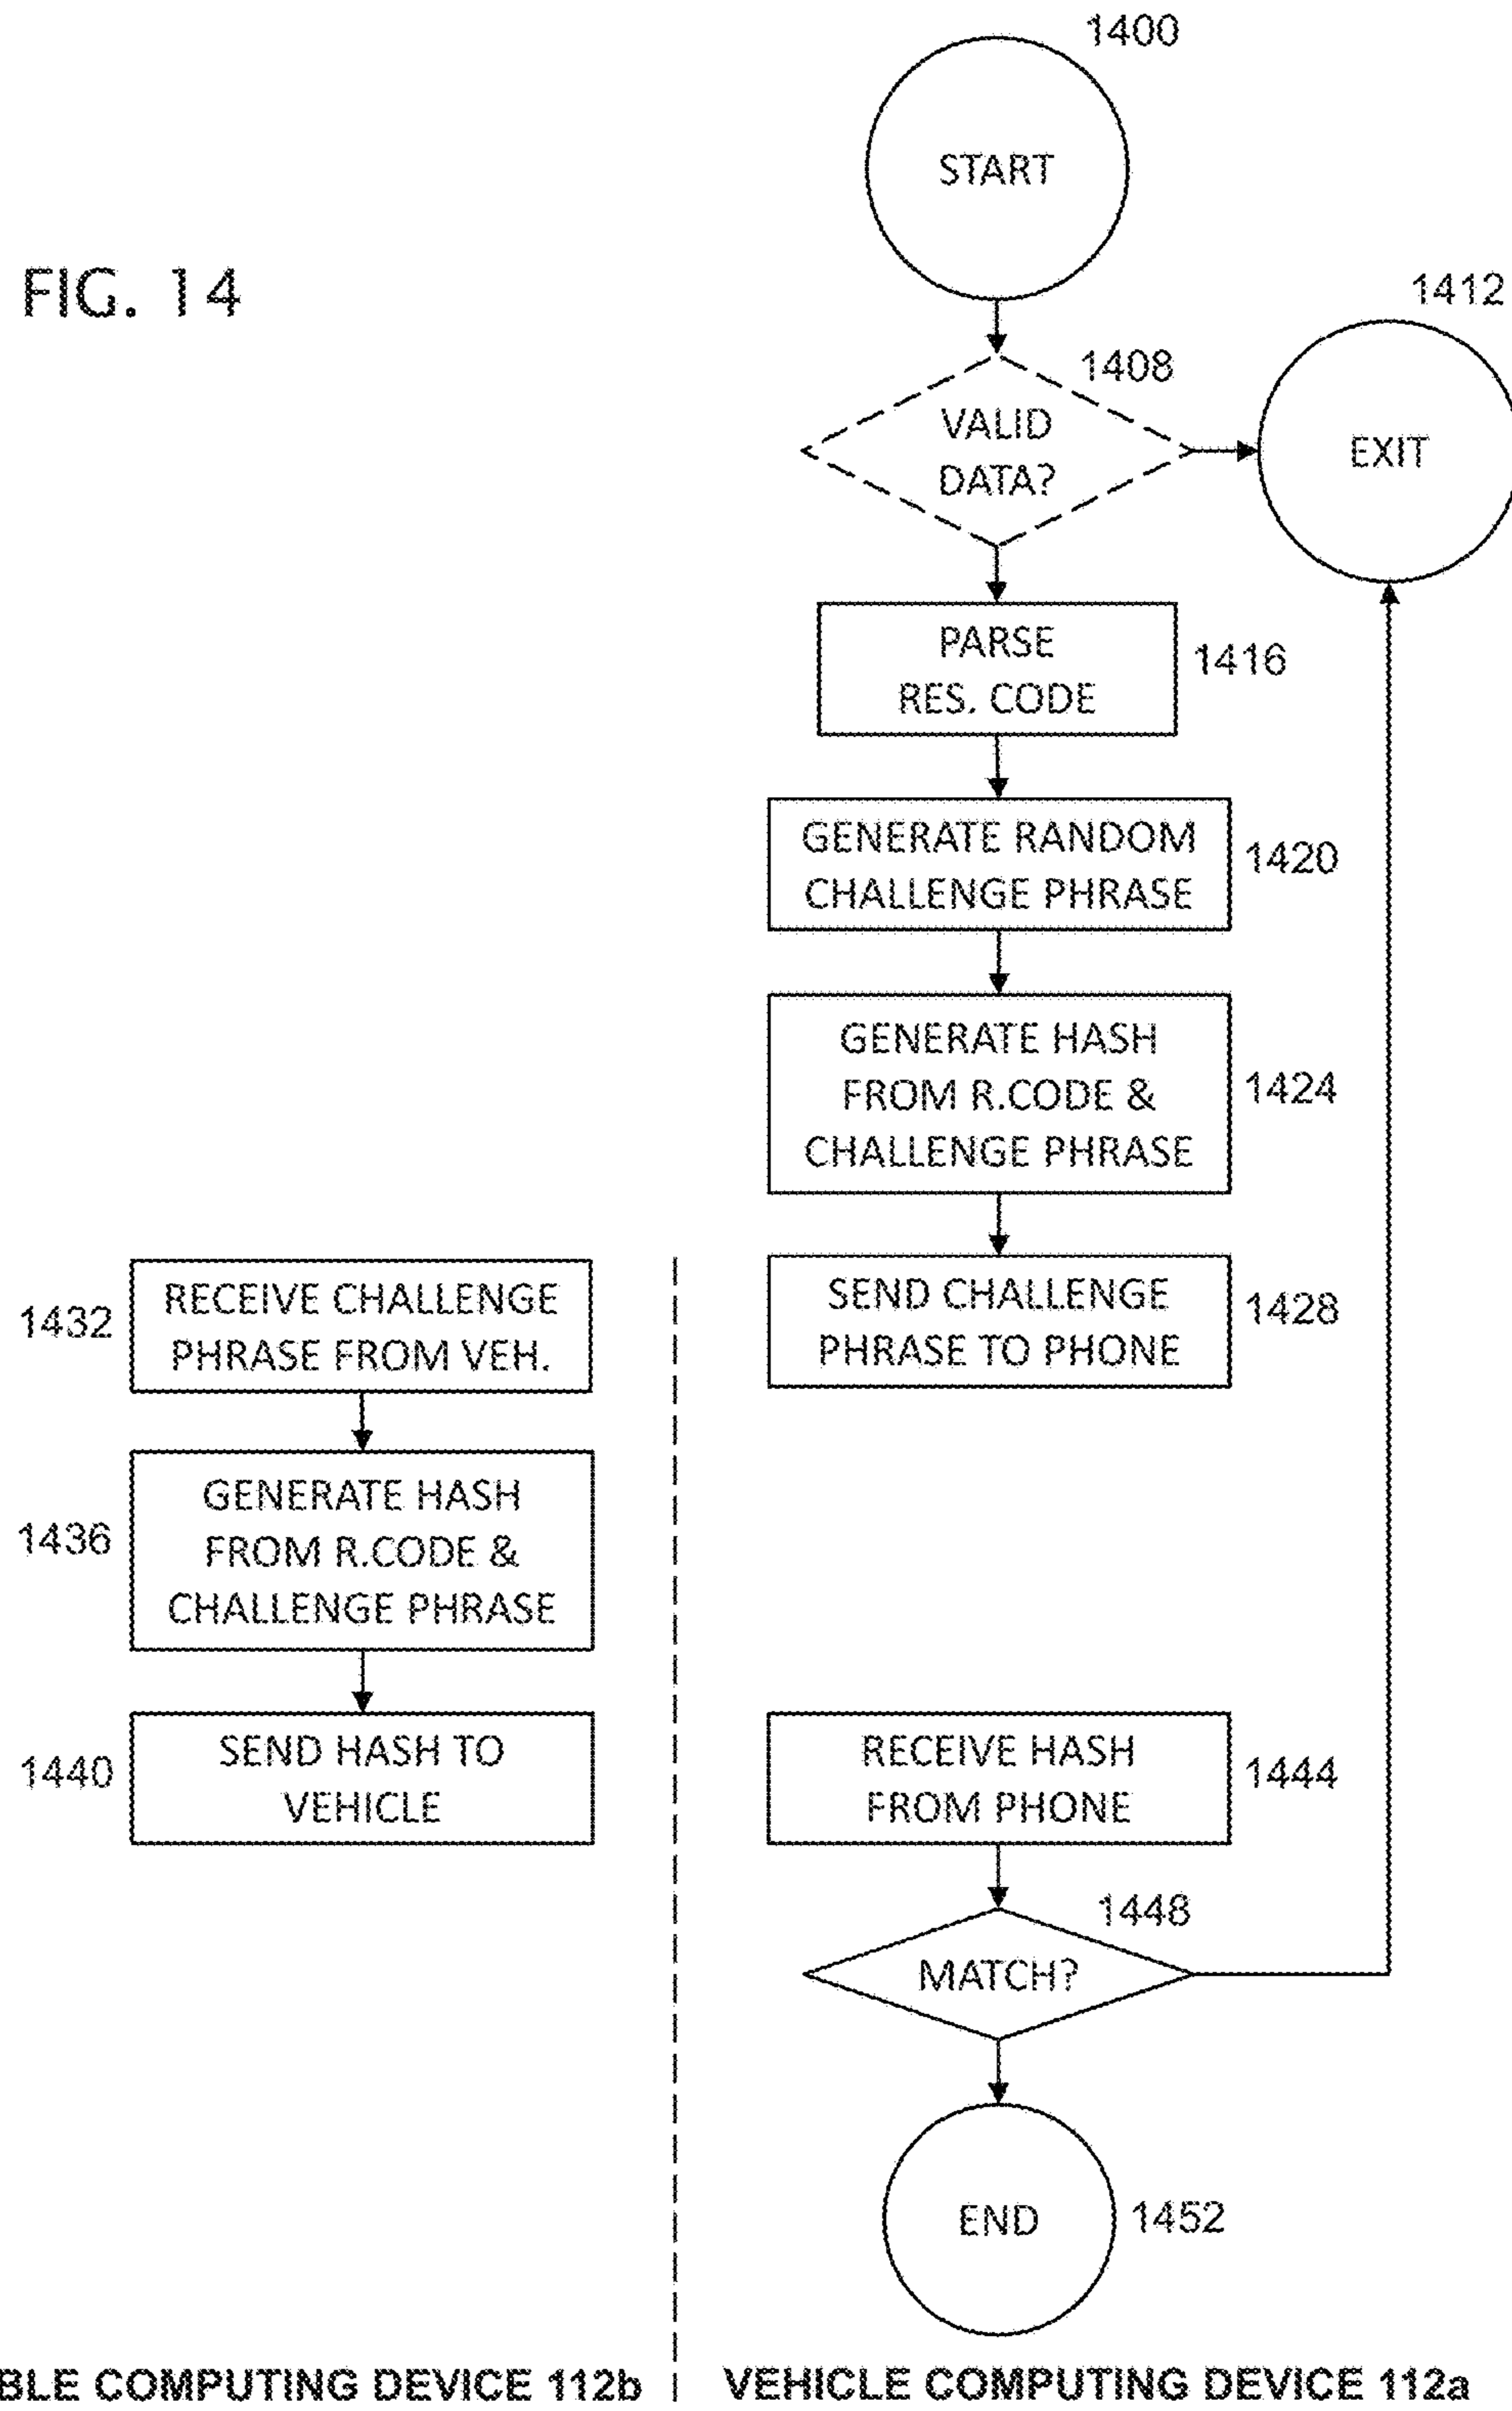 FIG. 14
1400
START
1412
EXIT
1408
VALID
DATA?
PARSE
RES. CODE
1416
GENERATE RANDOM
CHALLENGE PHRASE
1420
GENERATE HASH
FROM R.CODE &
CHALLENGE PHRASE
1424
SEND CHALLENGE
PHRASE TO PHONE
1428
1432
RECEIVE CHALLENGE
PHRASE FROM VEH.
1436
GENERATE HASH
FROM R.CODE &
CHALLENGE PHRASE
1440
SEND HASH TO
VEHICLE
RECEIVE HASH
FROM PHONE
1444
1448
MATCH?
END
1452
BLE COMPUTING DEVICE 112b
VEHICLE COMPUTING DEVICE 112a